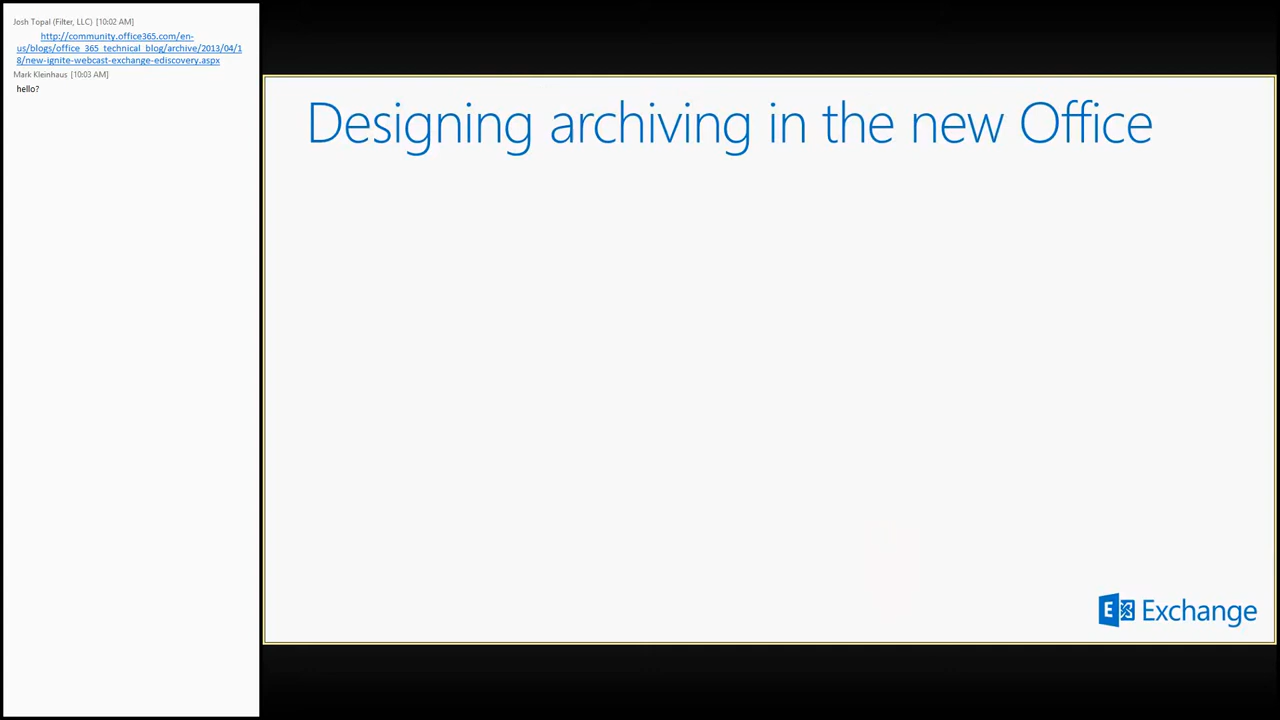 Josh Topal (Filter, LLC) [10:02 AM]
http://community.office365.com/en-
us/blogs/office_365_technical_blog/archive/2013/04/1
8/new-ignite-webcast-exchange-ediscovery.aspx
Mark Kleinhaus [10:03 AM]
hello?
Designing archiving in the new Office
E Exchange